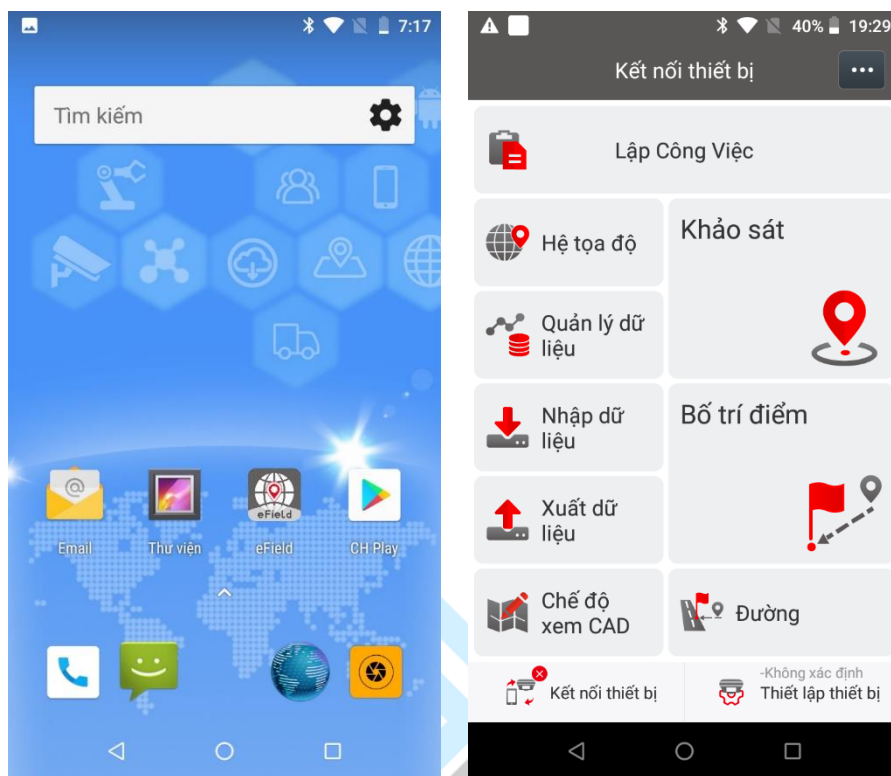 7:17
Tìm kiếm
@
eField
Email
Thư viện
eField
CH Play
40%
19:29
Kết nối thiết bị
Lập Công Việc
Hệ tọa độ
Khảo sát
Quản lý dữ
liệu
Nhập dữ
liệu
Bố trí điểm
Xuất dữ
liệu
Chế độ
xem CAD
Đường
Kết nối thiết bị
-Không xác định
Thiết lập thiết bị